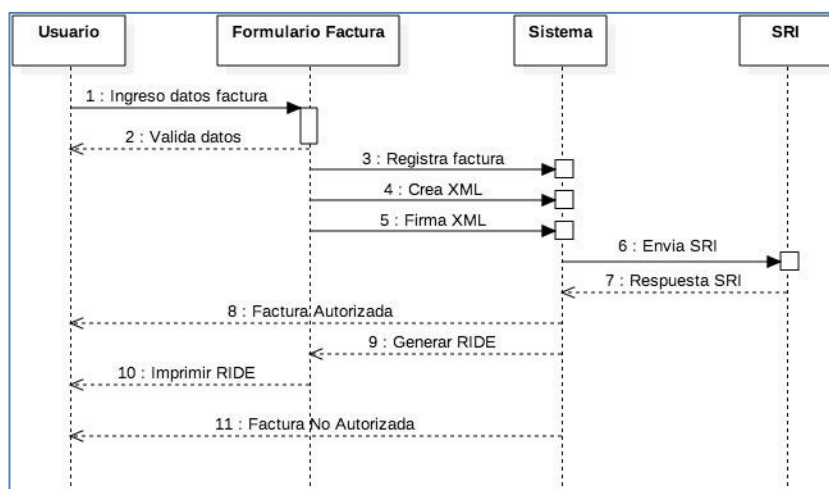 Usuario
Formulario Factura
Sistema
SRI
1 : Ingreso datos factura
2 : Valida datos
3 : Registra factura
4 : Crea XML
5 : Firma XML
6 : Envia SRI
7 : Respuesta SRI
8 : Factura Autorizada
9 : Generar RIDE
10 : Imprimir RIDE
11 : Factura No Autorizada